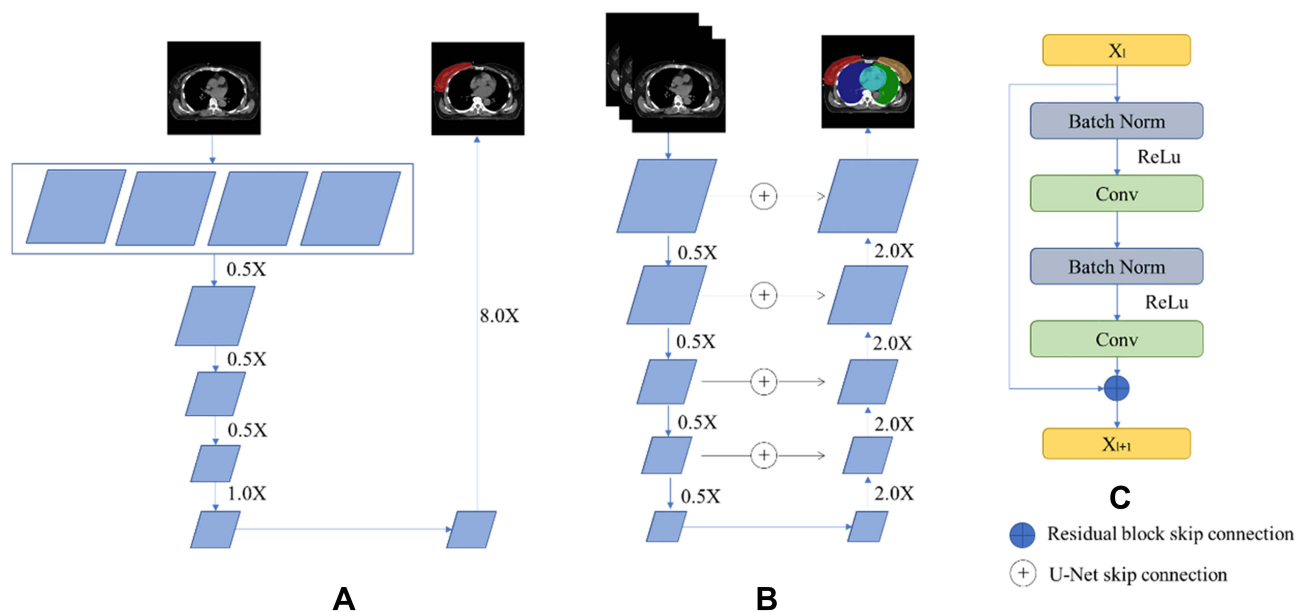 0.5X
0.5X
0.5X
1.0X
8.0X
A
0.5X
0.5X
0.5X
0.5X
2.0X
2.0X
2.0X
2.0X
B
Xl
Batch Norm
ReLu
Conv
Batch Norm
ReLu
Conv
Xl+1
C
Residual block skip connection
U-Net skip connection